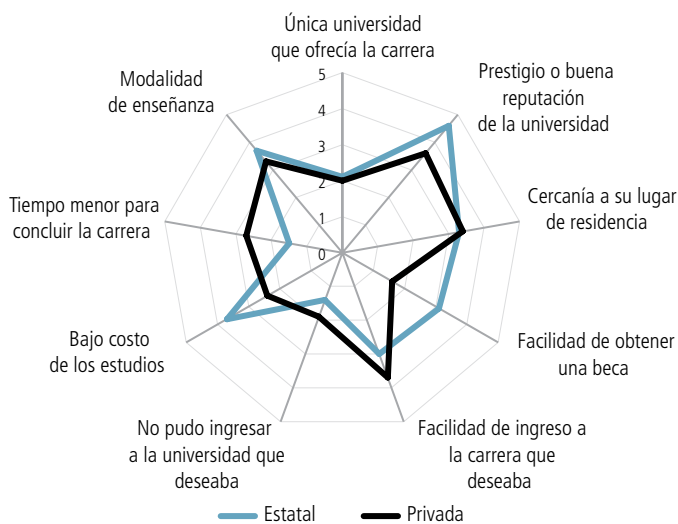 Única universidad
que ofrecía la carrera
Prestigio o buena
reputación
de la universidad
Cercanía a su lugar
de residencia
Facilidad de obtener
una beca
Facilidad de ingreso a
la carrera que
deseaba
No pudo ingresar
a la universidad que
deseaba
Bajo costo
de los estudios
Tiempo menor para
concluir la carrera
Modalidad
de enseñanza
5
4
3
2
1
0
Estatal
Privada